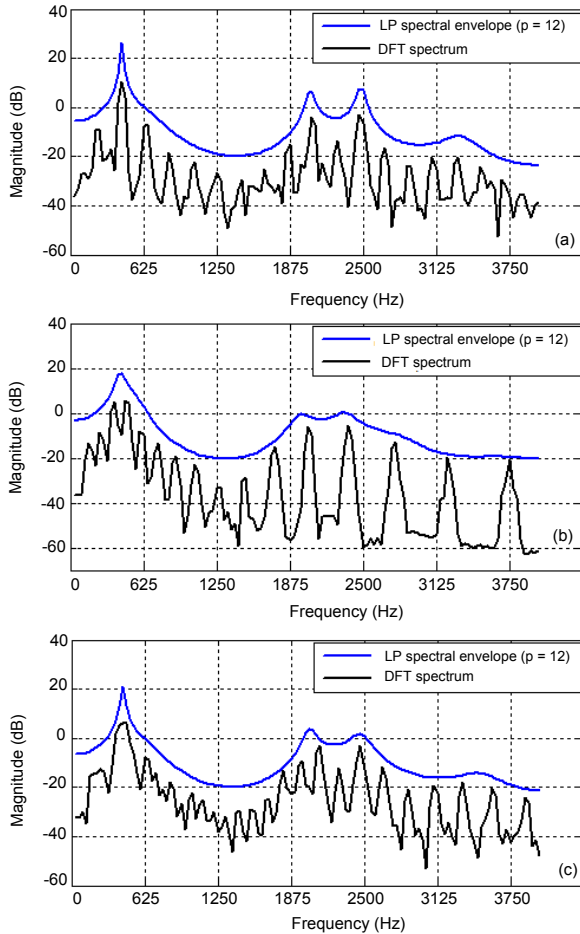 40
LP spectral envelope (p = 12)
DFT spectrum
20
0
-20
-40
-60
Magnitude (dB)
(a)
0 625 1250 1875 2500 3125 3750
Frequency (Hz)
40
LP spectral envelope (p = 12)
DFT spectrum
20
0
-20
-40
-60
Magnitude (dB)
(b)
0 625 1250 1875 2500 3125 3750
Frequency (Hz)
40
LP spectral envelope (p = 12)
DFT spectrum
20
0
-20
-40
-60
Magnitude (dB)
(c)
0 625 1250 1875 2500 3125 3750
Frequency (Hz)